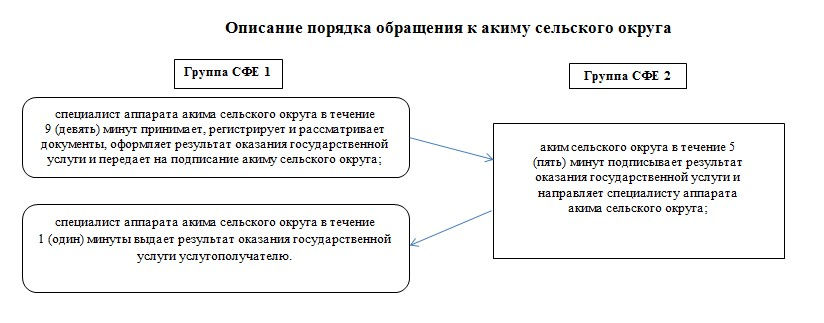 Описание порядка обращения к акиму сельского округа
Группа СФЕ 1
Группа СФЕ 2
специалист аппарата акима сельского округа в течение
9 (девять) минут принимает, регистрирует и рассматривает
документы, оформляет результат оказания государственной
услуги и передает на подписание акиму сельского округа;
аким сельского округа в течение 5
(пять) минут подписывает результат
оказания государственной услуги и
направляет специалисту аппарата
акима сельского округа;
специалист аппарата акима сельского округа в течение
1 (один) минуты выдает результат оказания государственной
услуги услугополучателю.